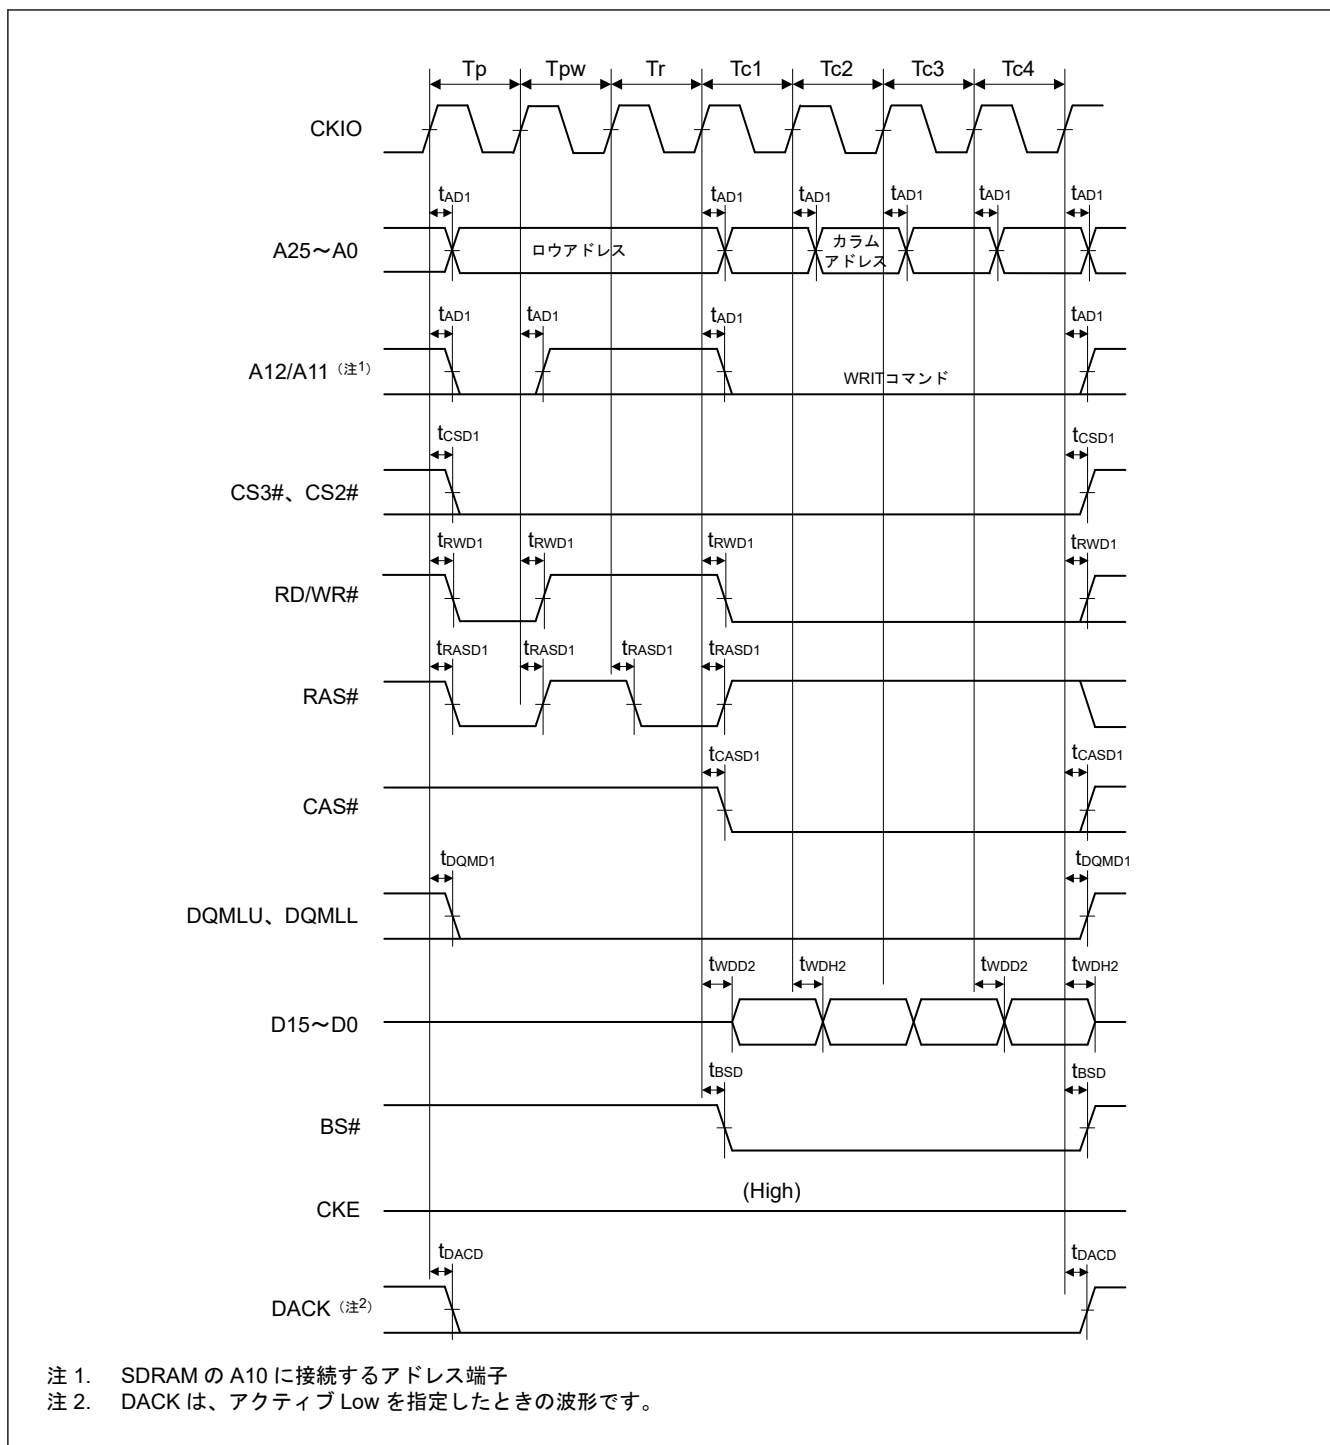 Tp Tpw Tr Tc1 Tc2 Tc3 Tc4
CKIO
tAD1 tAD1 tAD1 tAD1 tAD1 tAD1
A25～A0 ロウアドレス カラム
アドレス
tAD1 tAD1 tAD1 tAD1
A12/A11（注1） WRITコマンド
tCSD1 tCSD1
CS3#、CS2#
tRWD1 tRWD1 tRWD1 tRWD1
RD/WR#
tRASD1 tRASD1 tRASD1 tRASD1
RAS#
tCASD1 tCASD1
CAS#
tDQMD1 tDQMD1
DQMLU、DQMLL
tWDD2 tWDH2 tWDD2 tWDH2
D15～D0
tBSD tBSD
BS#
(High)
CKE
tDACD tDACD
DACK（注2）
注 1. SDRAM の A10 に接続するアドレス端子
注 2. DACK は、アクティブ Low を指定したときの波形です。